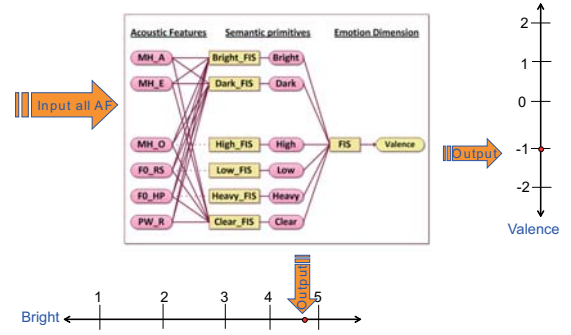 Acoustic Features Semantic primitives Emotion Dimension
MH_A Bright_FIS Bright
MH_E Dark_FIS Dark
Input all AF
MH_O High_FIS High FIS Valence
F0_RS Low_FIS Low
F0_HP Heavy_FIS Heavy
PW_R Clear_FIS Clear
Output
2
1
0
-1
-2
Valence
Output
Bright 1 2 3 4 5